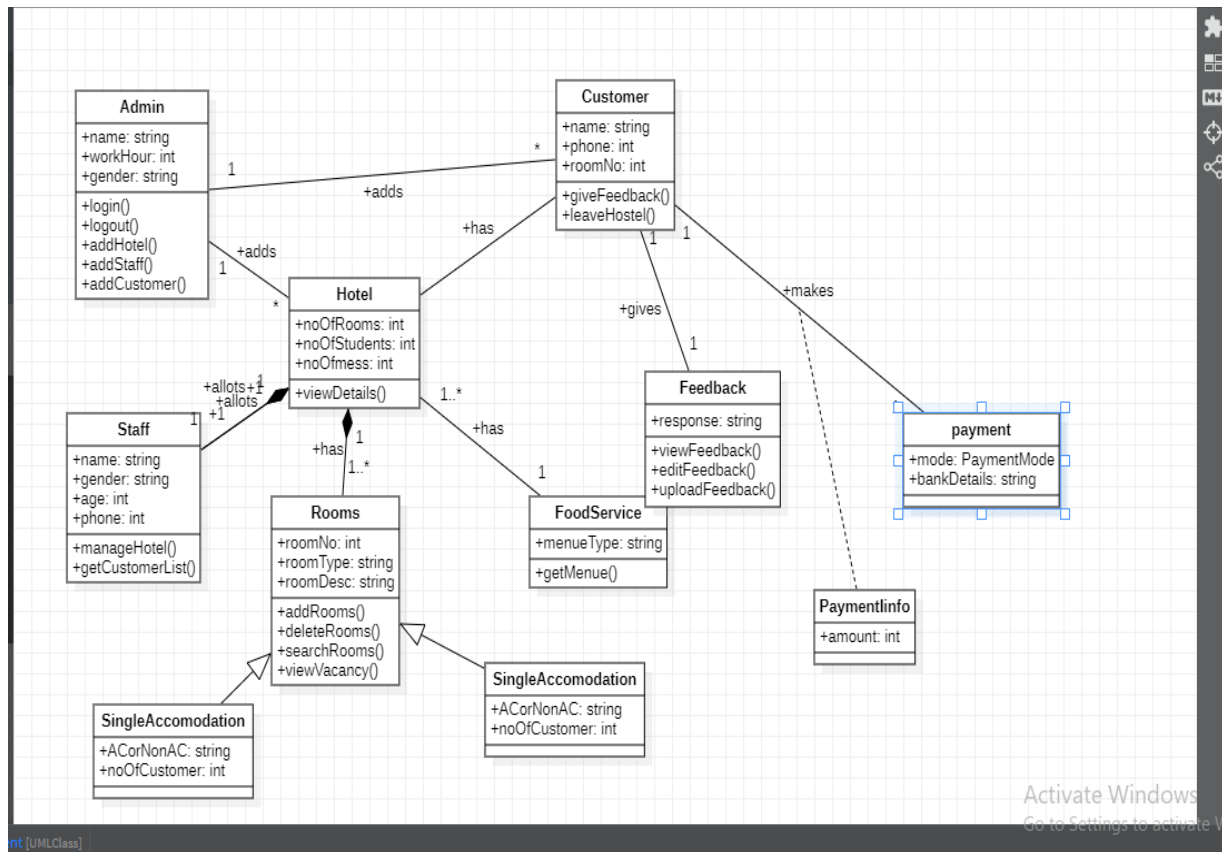 Admin
+name: string
+workHour: int
+gender: string
+login()
+logout()
+addHotel()
+addStaff()
+addCustomer()
Customer
+name: string
+phone: int
+roomNo: int
+giveFeedback()
+leaveHostel()
1
*
+adds
+adds
1
*
+has
1
1
+gives
1
+makes
Hotel
+noOfRooms: int
+noOfStudents: int
+noOfmess: int
+viewDetails()
+allots+1
1
+allots
1
+1
+has
1
1..*
1..*
+has
1
Staff
+name: string
+gender: string
+age: int
+phone: int
+manageHotel()
+getCustomerList()
Feedback
+response: string
+viewFeedback()
+editFeedback()
+uploadFeedback()
payment
+mode: PaymentMode
+bankDetails: string
Rooms
+roomNo: int
+roomType: string
+roomDesc: string
+addRooms()
+deleteRooms()
+searchRooms()
+viewVacancy()
FoodService
+menueType: string
+getMenue()
PaymentIinfo
+amount: int
SingleAccomodation
+ACorNonAC: string
+noOfCustomer: int
SingleAccomodation
+ACorNonAC: string
+noOfCustomer: int
Activate Windows
Go to Settings to activate W
nt [UMLClass]